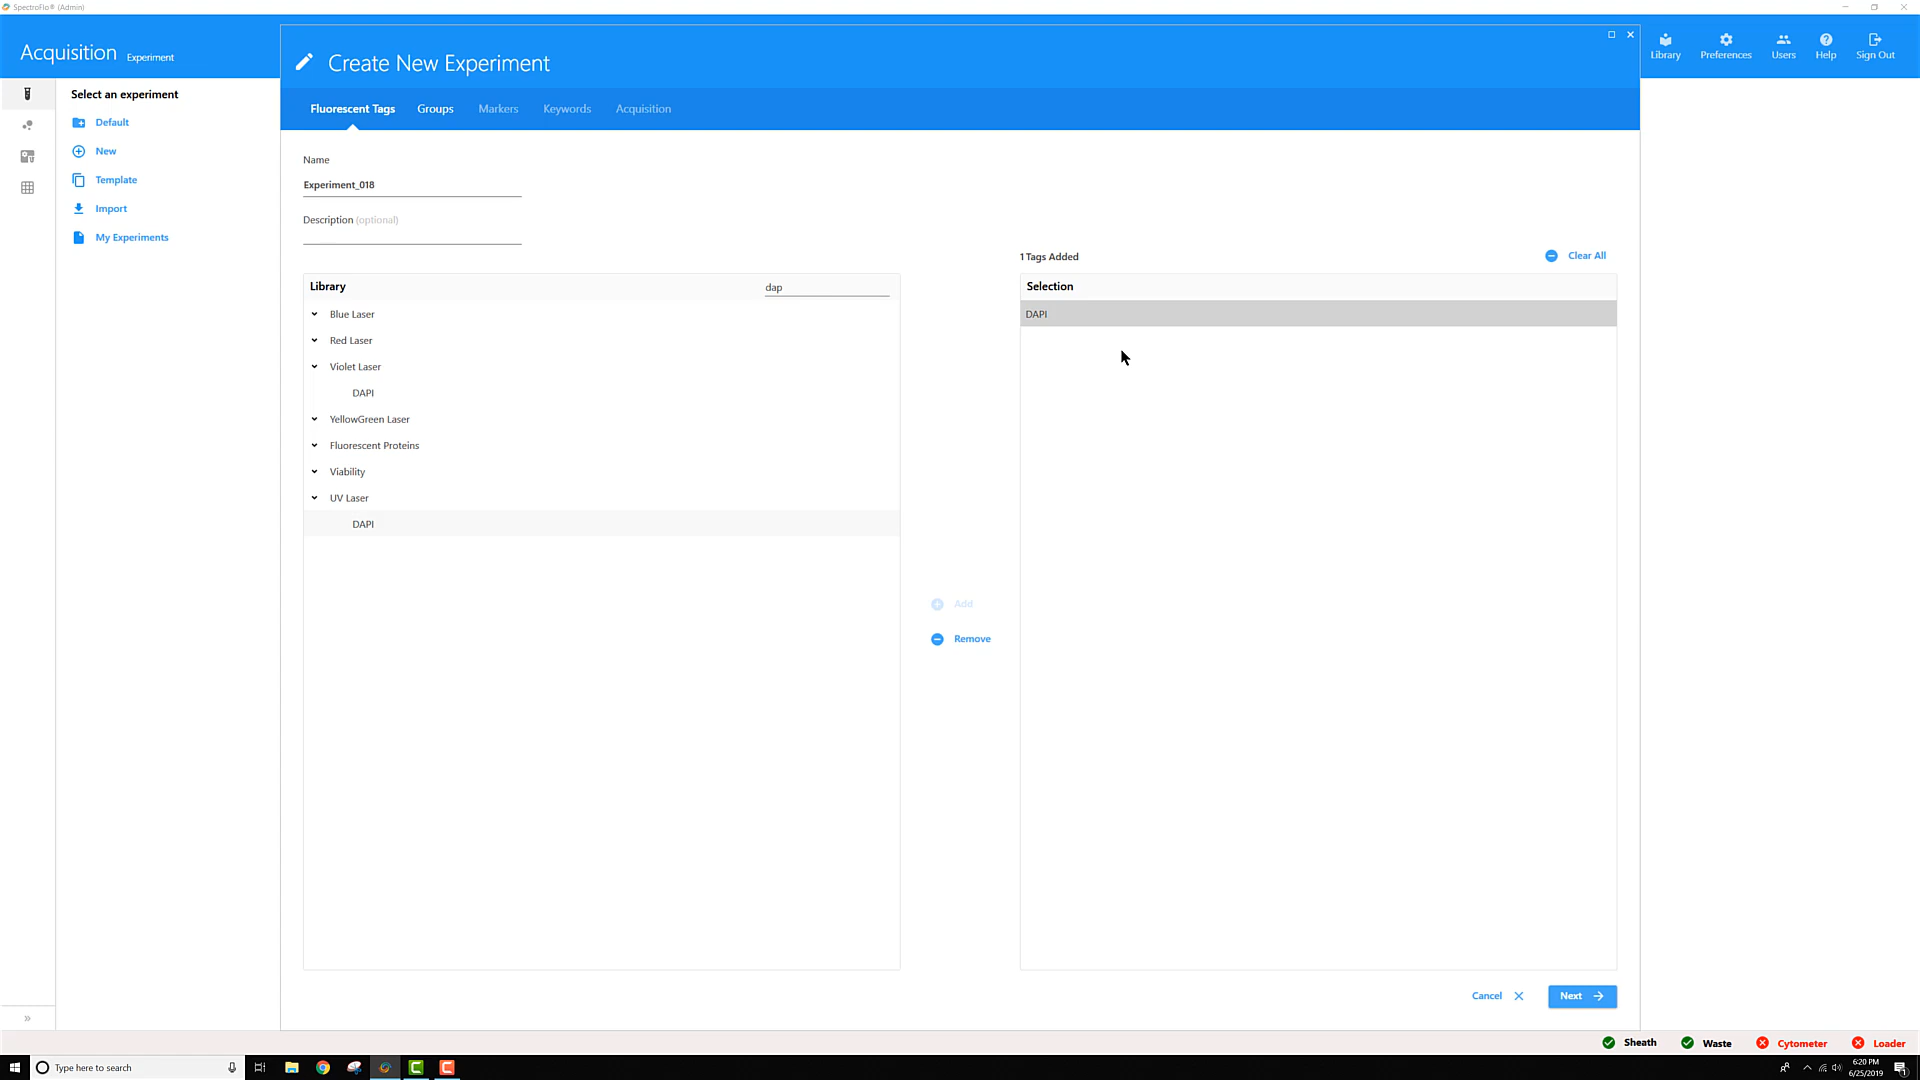 SpectroFlo® (Admin)
Acquisition Experiment
Create New Experiment
Library
Preferences
Users
Help
Sign Out
Fluorescent Tags
Groups
Markers
Keywords
Acquisition
Select an experiment
Default
New
Template
Import
My Experiments
Name
Experiment_018
Description (optional)
1 Tags Added
Clear All
Library
dap
Blue Laser
Red Laser
Violet Laser
DAPI
YellowGreen Laser
Fluorescent Proteins
Viability
UV Laser
DAPI
Add
Remove
Selection
DAPI
Cancel
Next
Sheath
Waste
Cytometer
Loader
Type here to search
6:20 PM
6/25/2019